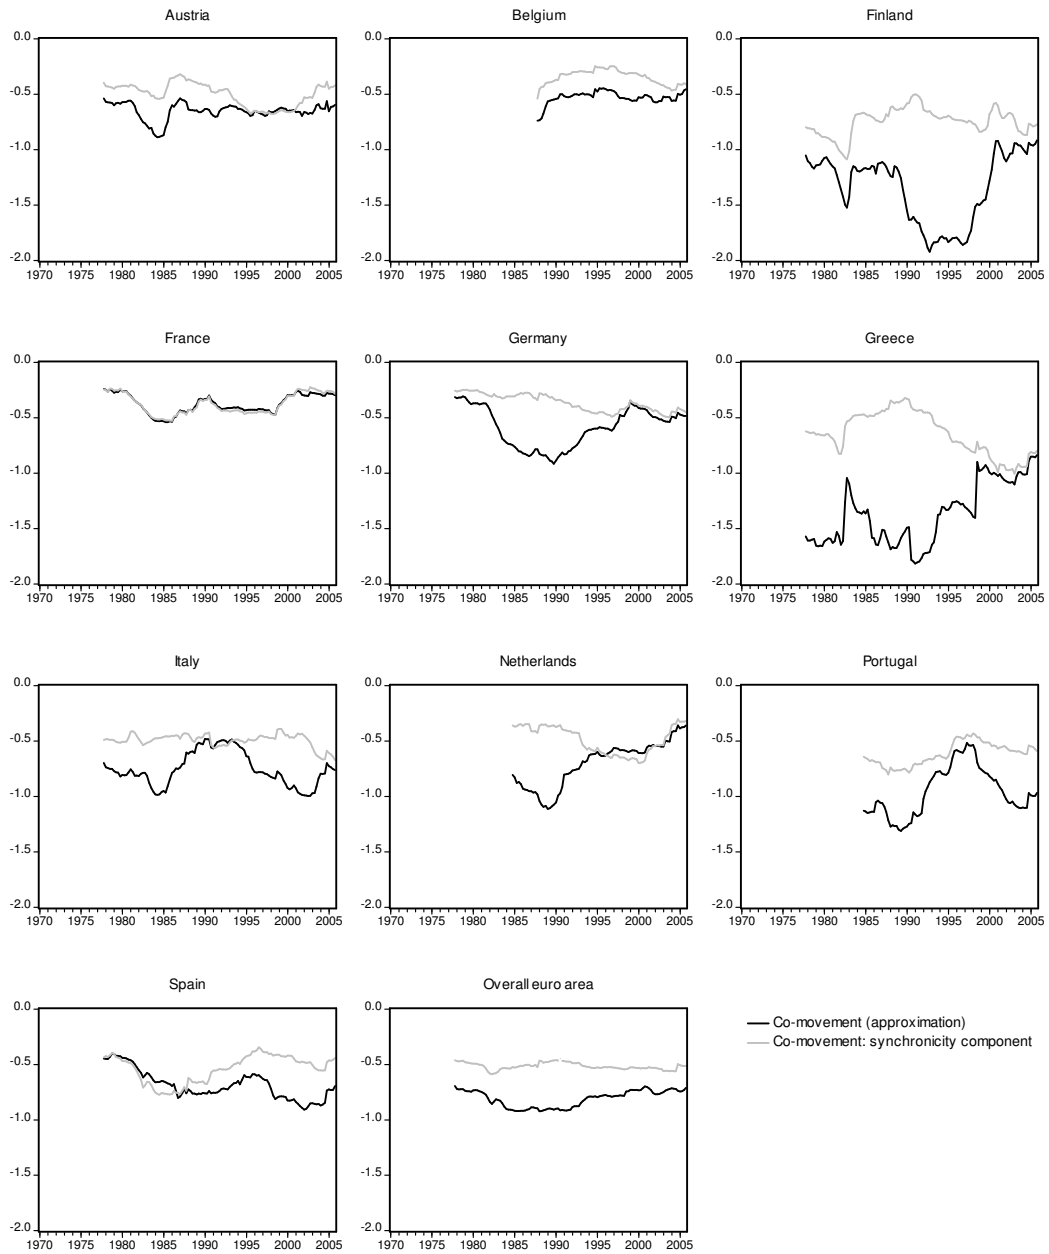 Austria
0.0
-0.5
-1.0
-1.5
-2.0
1970 1975 1980 1985 1990 1995 2000 2005
Belgium
0.0
-0.5
-1.0
-1.5
-2.0
1970 1975 1980 1985 1990 1995 2000 2005
Finland
0.0
-0.5
-1.0
-1.5
-2.0
1970 1975 1980 1985 1990 1995 2000 2005
France
0.0
-0.5
-1.0
-1.5
-2.0
1970 1975 1980 1985 1990 1995 2000 2005
Germany
0.0
-0.5
-1.0
-1.5
-2.0
1970 1975 1980 1985 1990 1995 2000 2005
Greece
0.0
-0.5
-1.0
-1.5
-2.0
1970 1975 1980 1985 1990 1995 2000 2005
Italy
0.0
-0.5
-1.0
-1.5
-2.0
1970 1975 1980 1985 1990 1995 2000 2005
Netherlands
0.0
-0.5
-1.0
-1.5
-2.0
1970 1975 1980 1985 1990 1995 2000 2005
Portugal
0.0
-0.5
-1.0
-1.5
-2.0
1970 1975 1980 1985 1990 1995 2000 2005
Spain
0.0
-0.5
-1.0
-1.5
-2.0
1970 1975 1980 1985 1990 1995 2000 2005
Overall euro area
0.0
-0.5
-1.0
-1.5
-2.0
1970 1975 1980 1985 1990 1995 2000 2005
Co-movement (approximation)
Co-movement: synchronicity component